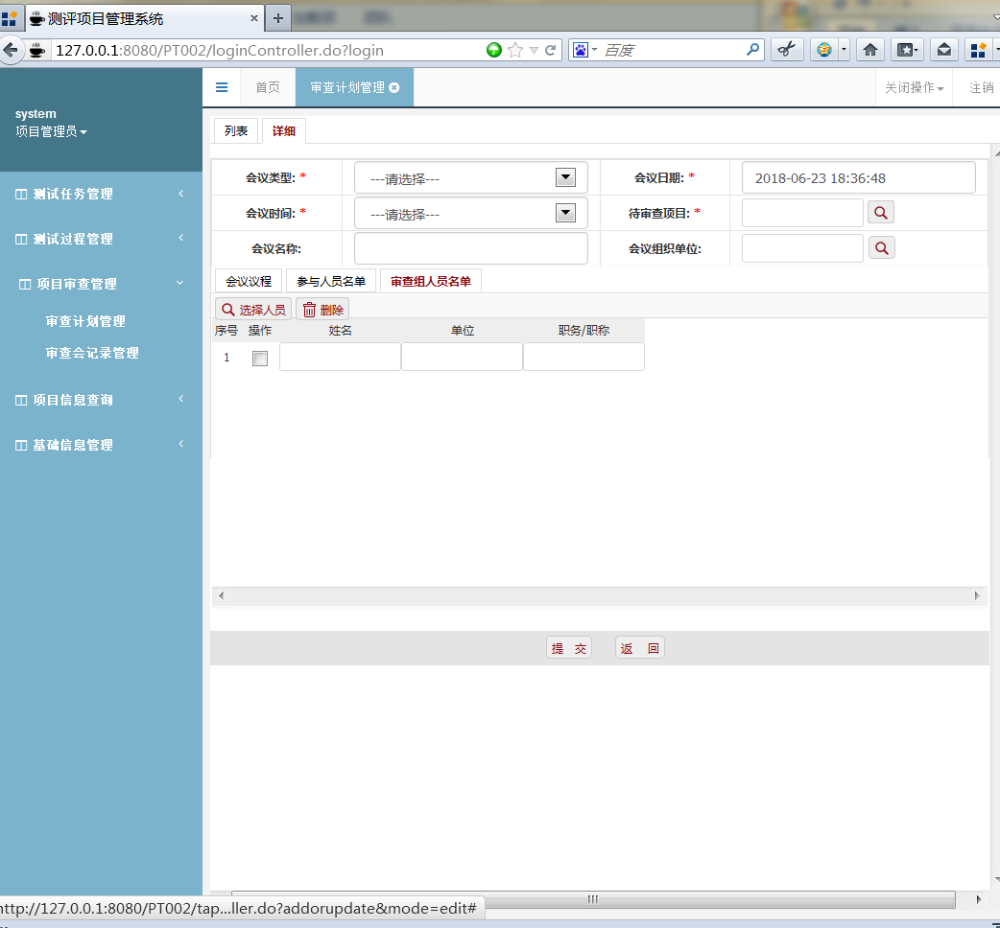 测评项目管理系统
127.0.0.1:8080/PT002/loginController.do?login
百度
system
项目管理员
首页
审查计划管理
关闭操作
注销
测试任务管理
测试过程管理
项目审查管理
审查计划管理
审查会记录管理
项目信息查询
基础信息管理
列表 详细
会议类型: * ---请选择--- 会议日期: * 2018-06-23 18:36:48
会议时间: * ---请选择--- 待审查项目: *
会议名称: 会议组织单位:
会议议程 参与人员名单 审查组人员名单
选择人员 删除
序号 操作 姓名 单位 职务/职称
1
提 交 返 回
http://127.0.0.1:8080/PT002/tap...ller.do?addorupdate&mode=edit#